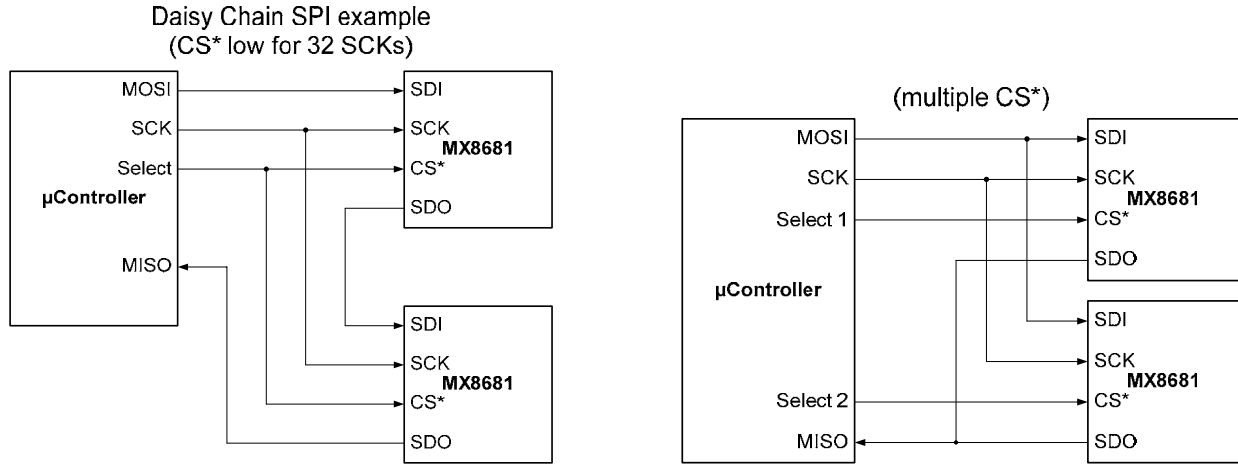 Daisy Chain SPI example
(CS* low for 32 SCKs)
MOSI
SCK
Select
µController
MISO
SDI
SCK
MX8681
CS*
SDO
SDI
SCK
MX8681
CS*
SDO
(multiple CS*)
MOSI
SCK
Select 1
µController
Select 2
MISO
SDI
SCK
MX8681
CS*
SDO
SDI
SCK
MX8681
CS*
SDO